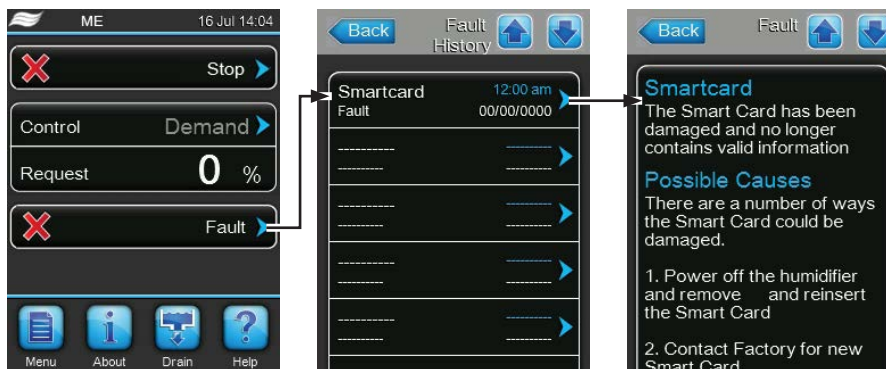 ME 16 Jul 14:04
Stop
Control Demand
Request 0 %
Fault
Menu About Drain Help
Back Fault
History
Smartcard 12:00 am
Fault 00/00/0000
---------- ----------
---------- ----------
---------- ----------
---------- ----------
---------- ----------
---------- ----------
---------- ----------
---------- ----------
Back Fault
Smartcard
The Smart Card has been
damaged and no longer
contains valid information
Possible Causes
There are a number of ways
the Smart Card could be
damaged.
1. Power off the humidifier
and remove and reinsert
the Smart Card
2. Contact Factory for new
Smart Card